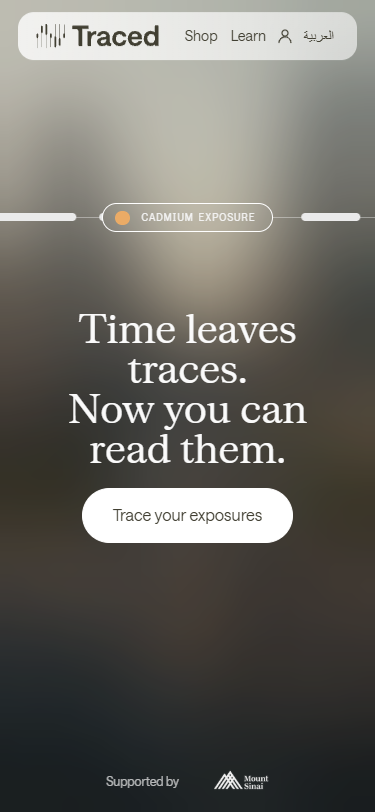 Traced
Shop Learn العربية
CADMIUM EXPOSURE
Time leaves
traces.
Now you can
read them.
Trace your exposures
Supported by
Mount
Sinai